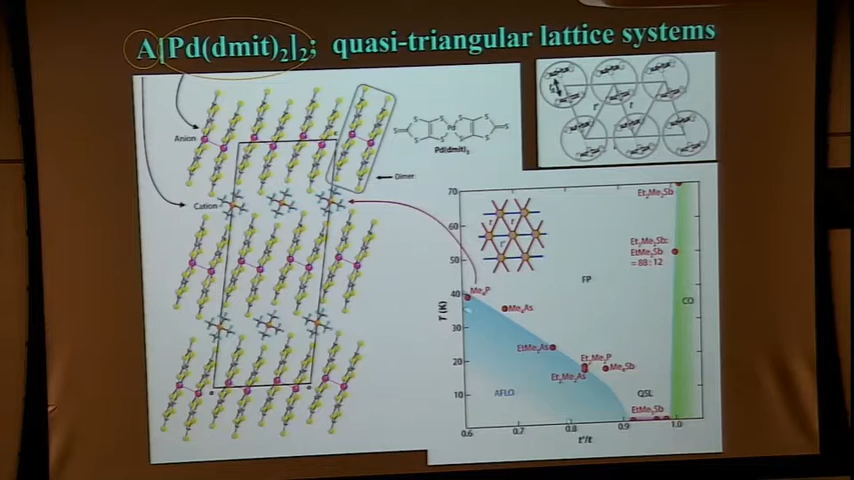 A[Pd(dmit)2]2; quasi-triangular lattice systems
Anion
Cation
Dimer
S S S S
S Pd S
S S S S
Pd(dmit)2
t' t
T (K)
70
60
50
40
30
20
10
0.6 0.7 0.8 0.9 1.0
t'/t
FP
AFLO
QSL
CO
Me4P
Me4As
EtMe3As
Et2Me2P
Et2Me2As
Me4Sb
EtMe3Sb
Et2Me2Sb
Et2Me2Sb:
EtMe3Sb
= 88 : 12